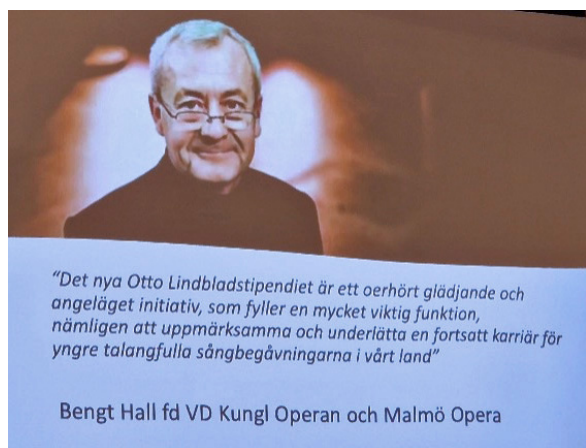 "Det nya Otto Lindbladstipendiet är ett oerhört glädjande och
angeläget initiativ, som fyller en mycket viktig funktion,
nämligen att uppmärksamma och underlätta en fortsatt karriär för
yngre talangfulla sångbegåvningarna i vårt land”
Bengt Hall fd VD Kungl Operan och Malmö Opera